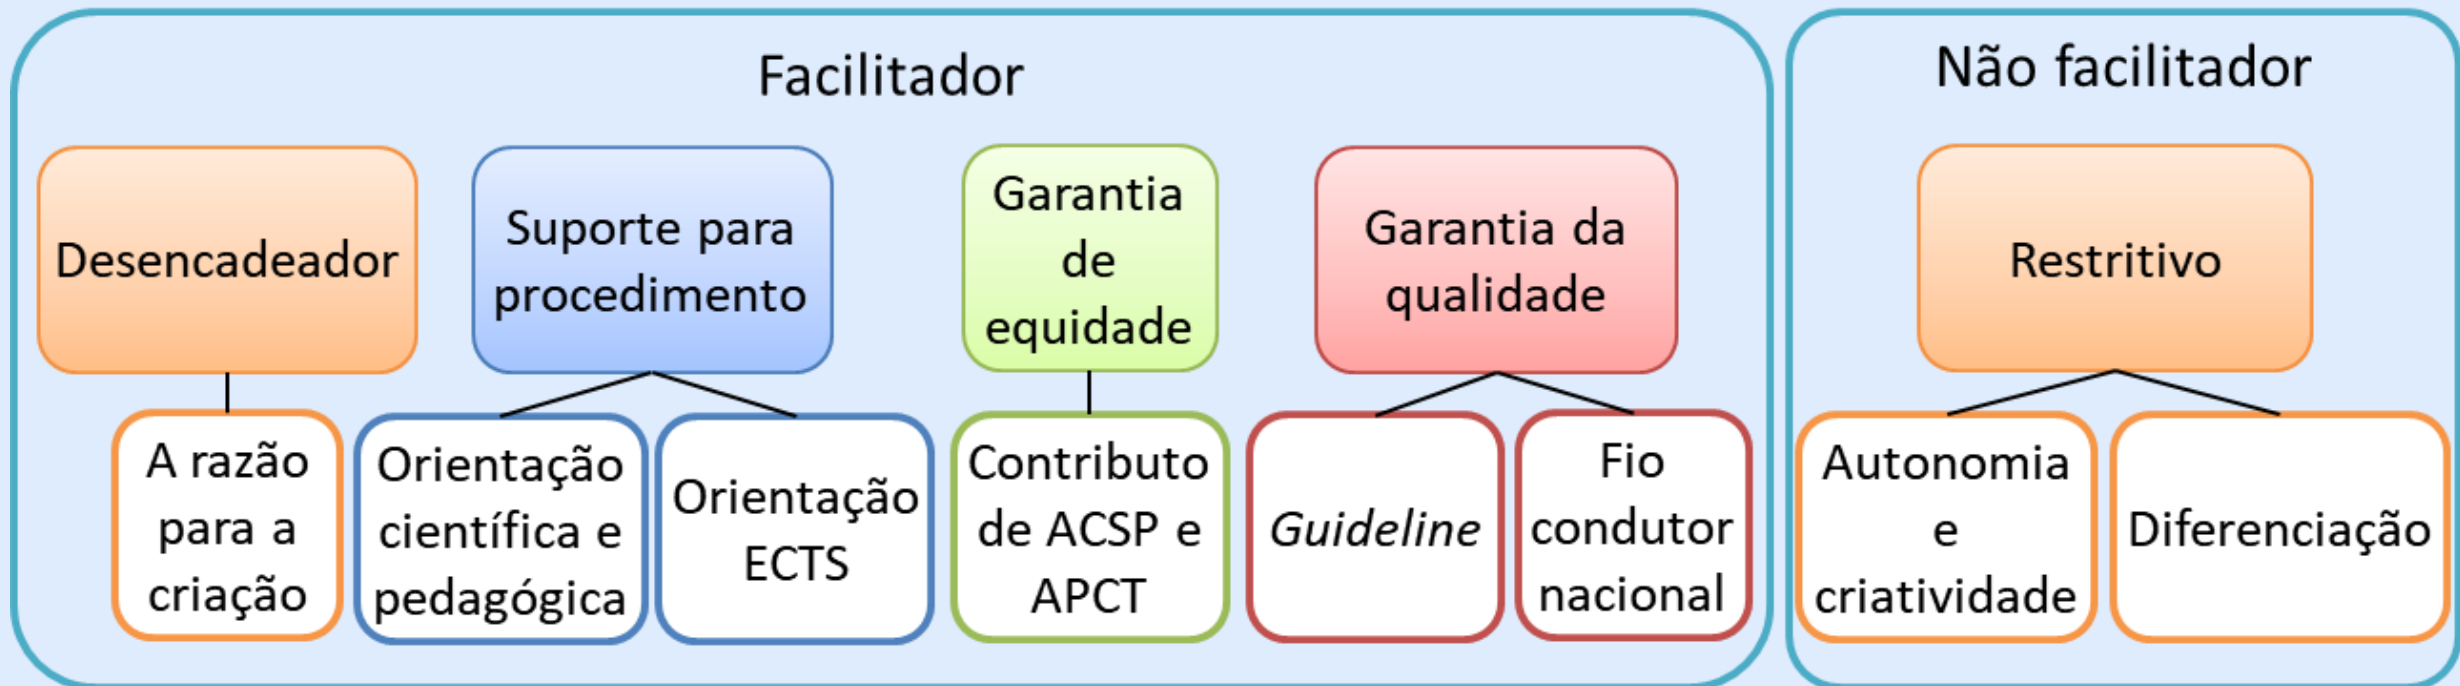 Facilitador
Desencadeador
A razão
para a
criação
Suporte para
procedimento
Orientação
científica e
pedagógica
Orientação
ECTS
Garantia
de
equidade
Contributo
de ACSP e
APCT
Garantia da
qualidade
Guideline
Fio
condutor
nacional
Não facilitador
Restritivo
Autonomia
e
criatividade
Diferenciação